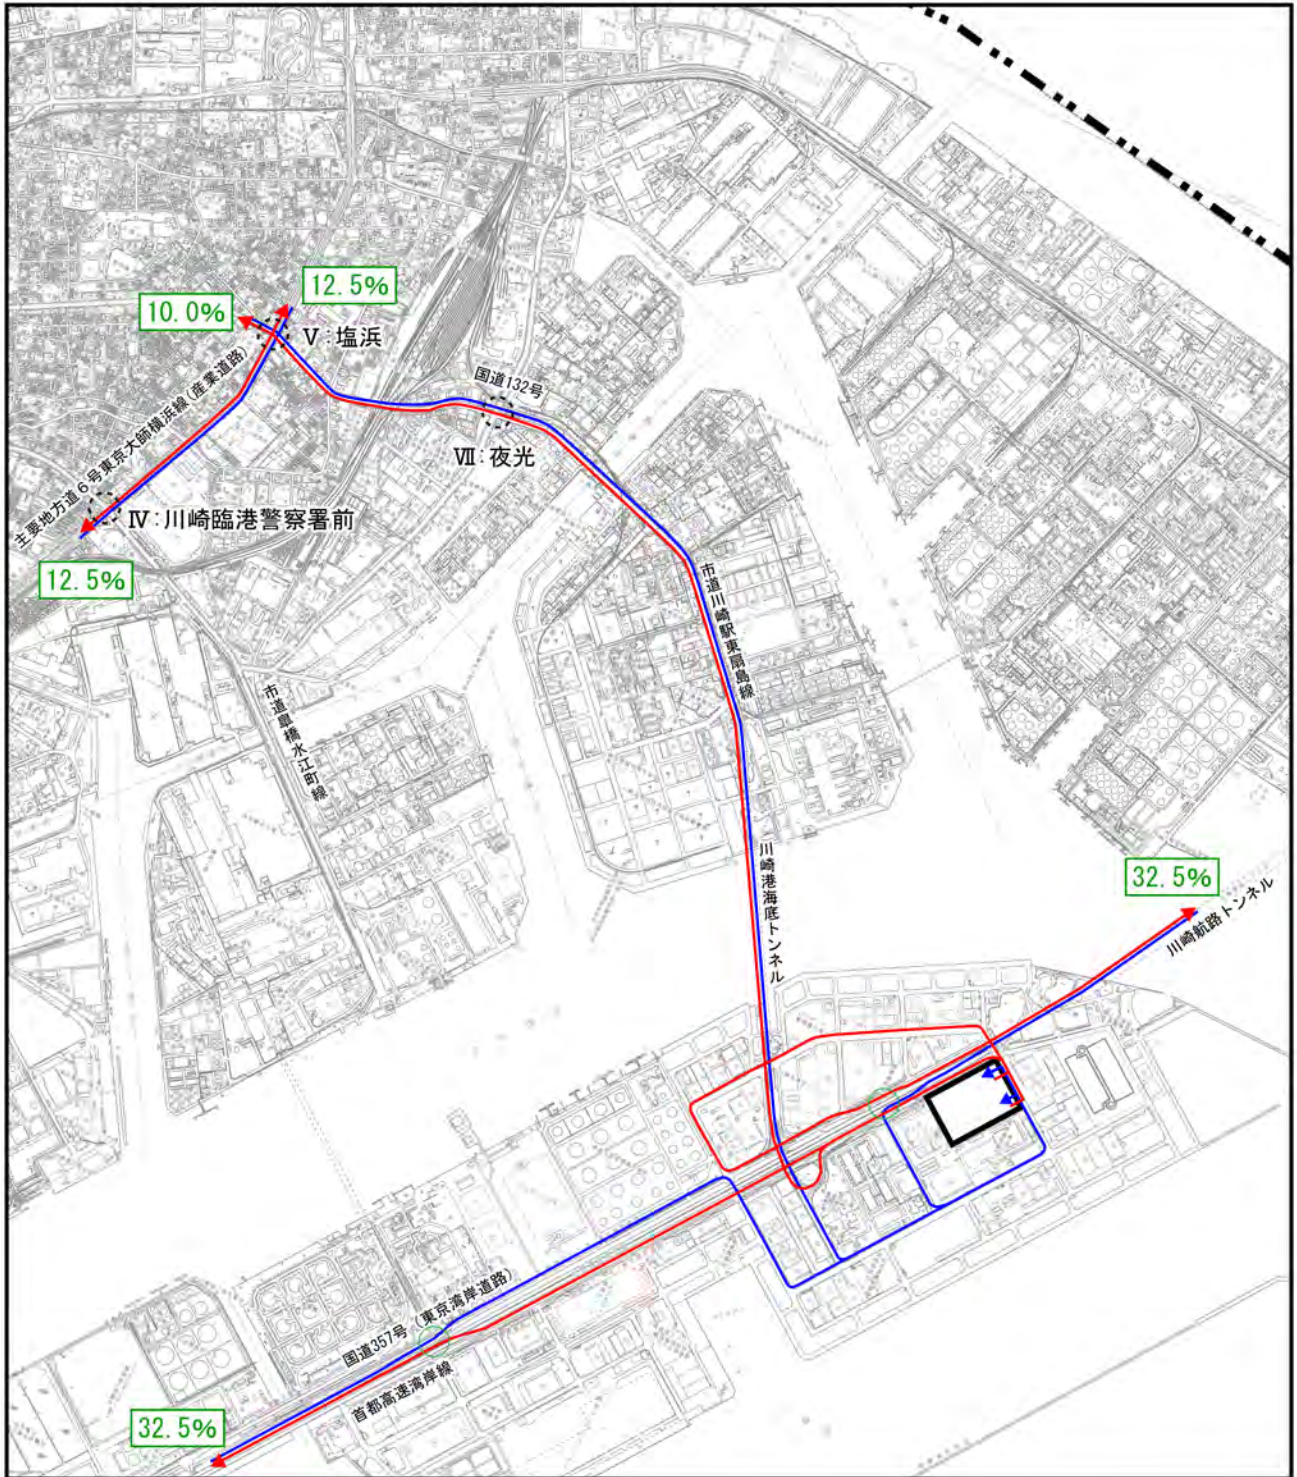 12.5%
10.0%
Ⅴ:塩浜
国道132号
主要地方道6号東京大師横浜線(産業道路)
Ⅶ:夜光
Ⅳ:川崎臨港警察署前
12.5%
市道川崎駅東扇島線
市道皐橋水江町線
川崎港海底トンネル
32.5%
川崎航路トンネル
国道357号(東京湾岸道路)
首都高速湾岸線
32.5%